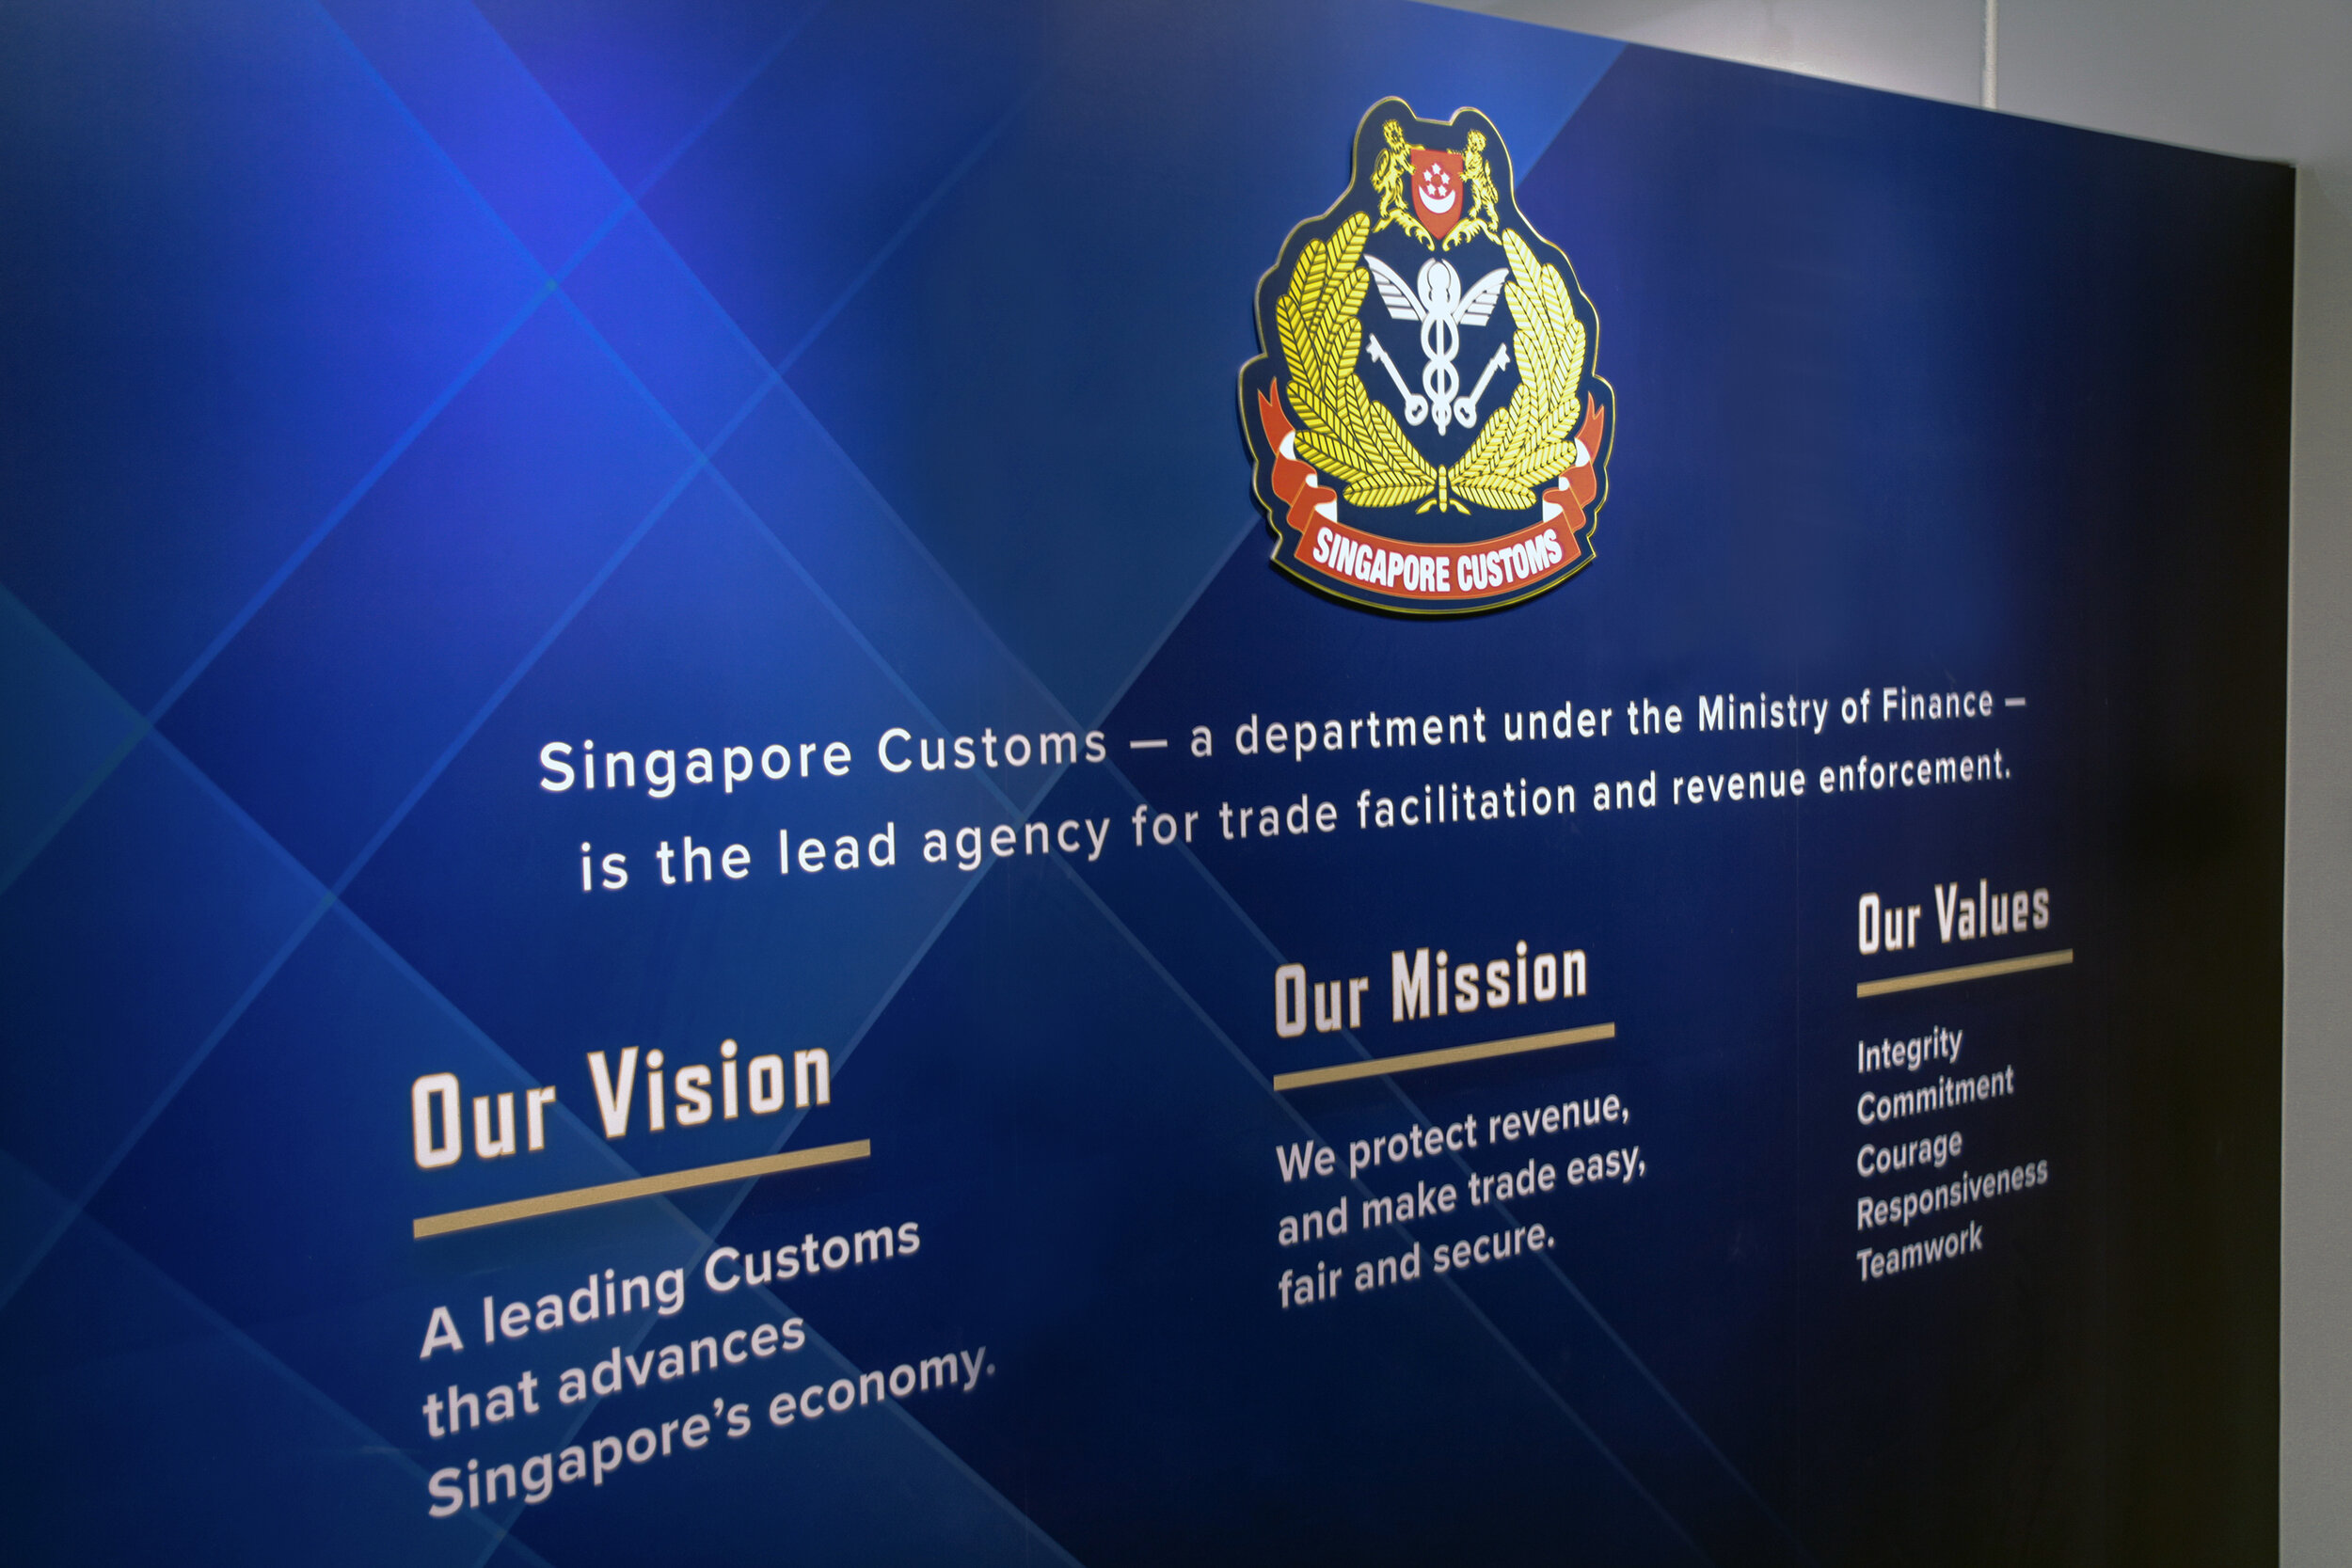 SINGAPORE CUSTOMS
Singapore Customs — a department under the Ministry of Finance —
is the lead agency for trade facilitation and revenue enforcement.
Our Vision
A leading Customs
that advances
Singapore’s economy.
Our Mission
We protect revenue,
and make trade easy,
fair and secure.
Our Values
Integrity
Commitment
Courage
Responsiveness
Teamwork